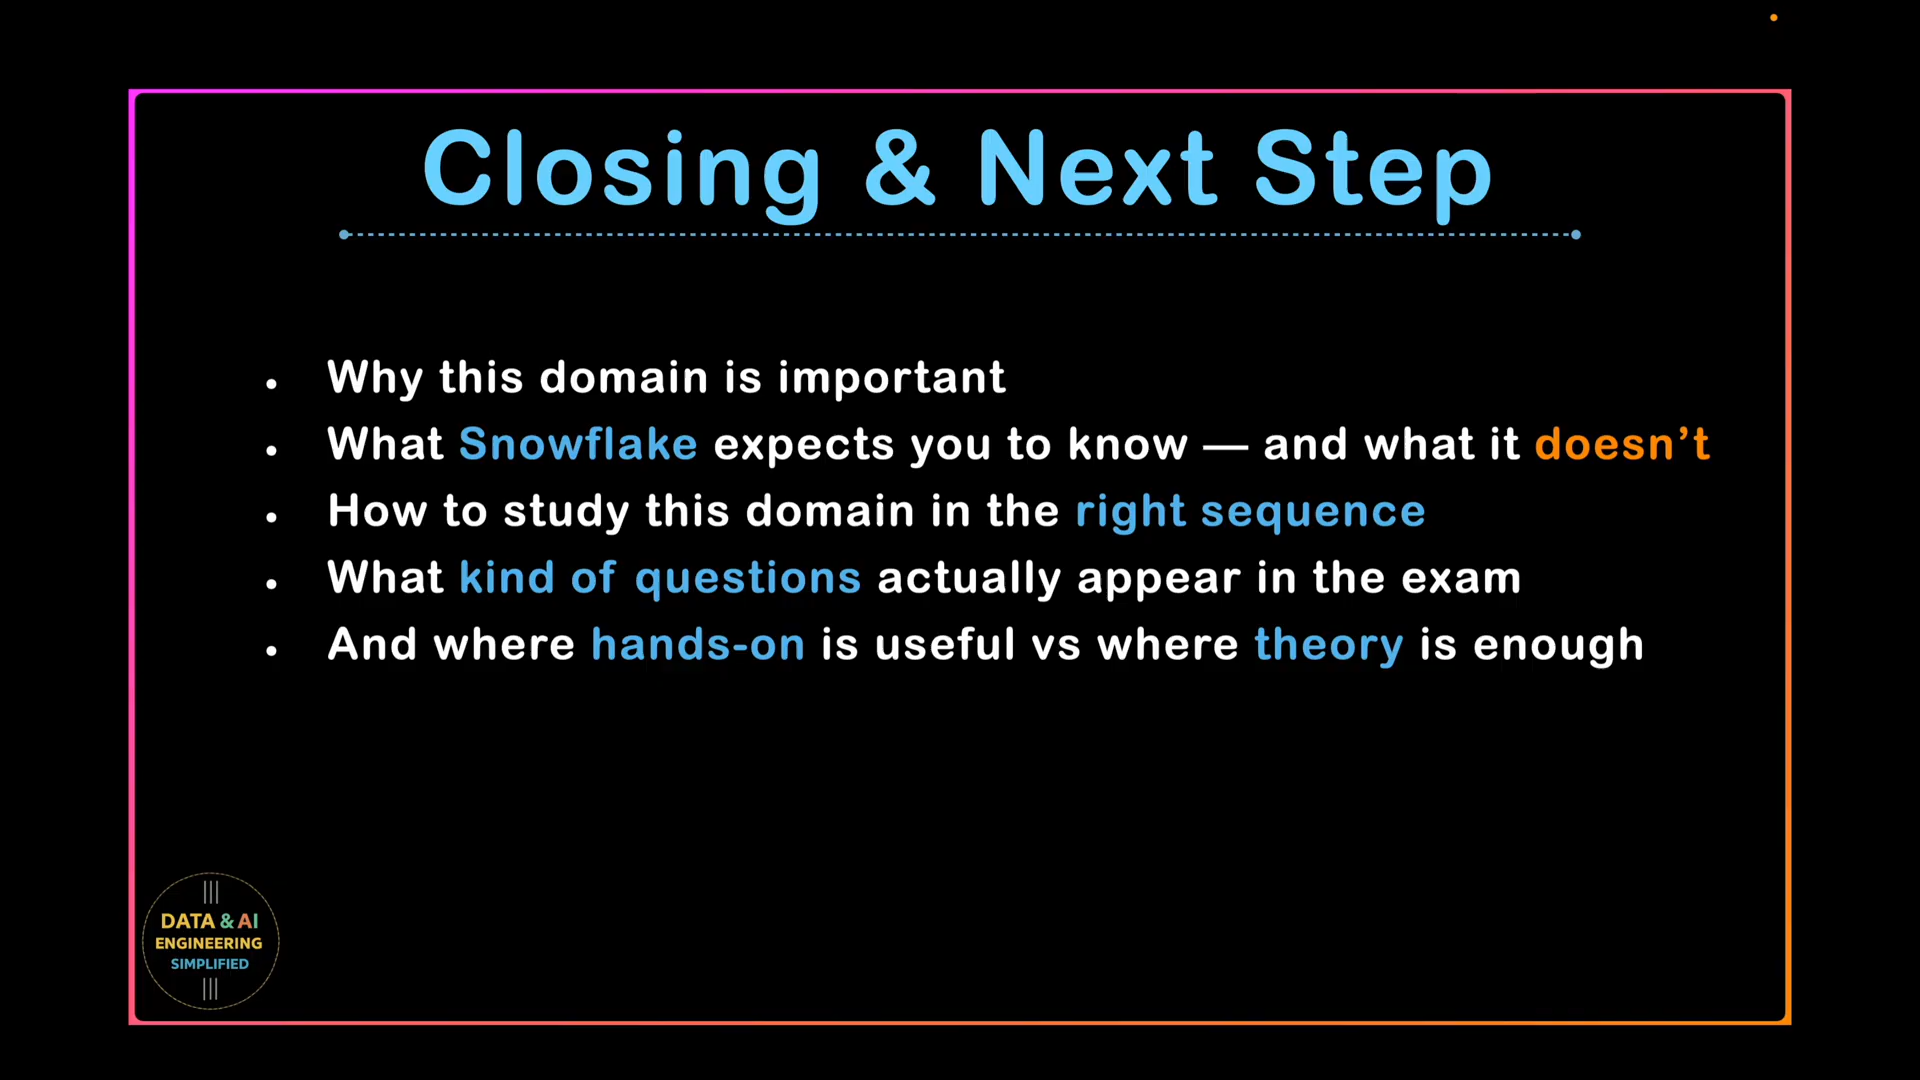 Closing & Next Step
• Why this domain is important
• What Snowflake expects you to know — and what it doesn’t
• How to study this domain in the right sequence
• What kind of questions actually appear in the exam
• And where hands-on is useful vs where theory is enough
DATA & AI
ENGINEERING
SIMPLIFIED